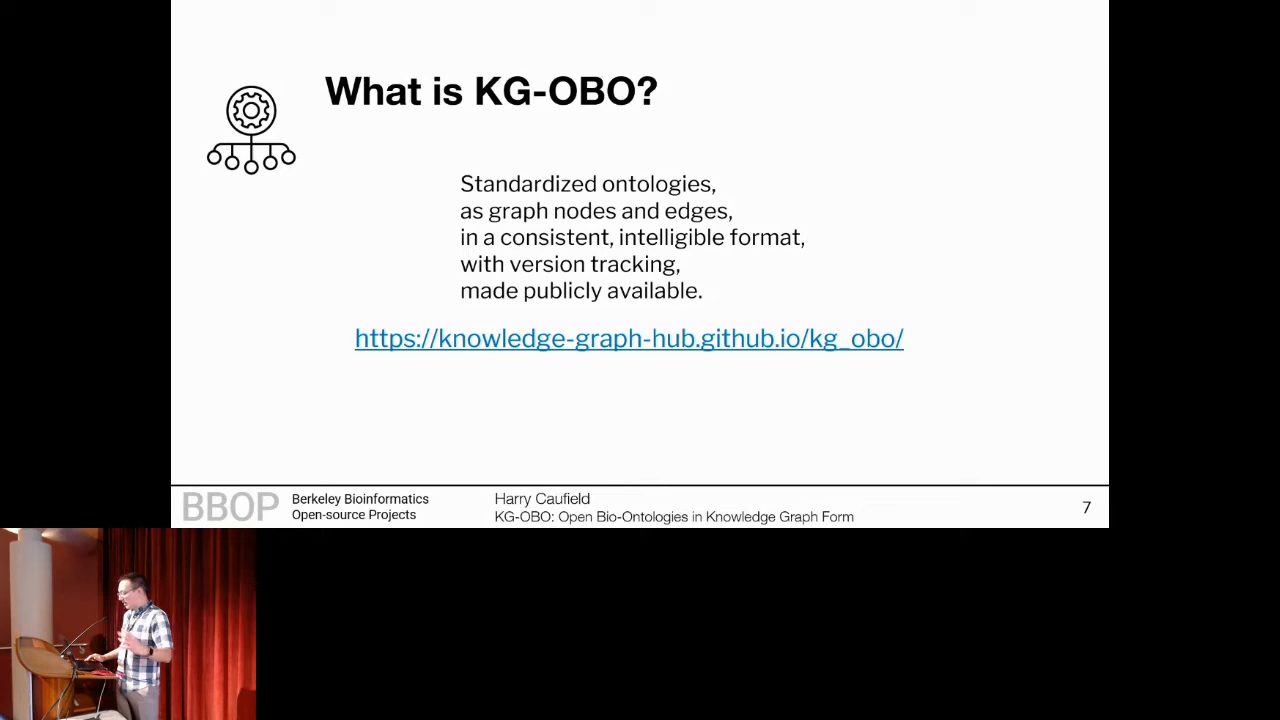 What is KG-OBO?
Standardized ontologies,
as graph nodes and edges,
in a consistent, intelligible format,
with version tracking,
made publicly available.
https://knowledge-graph-hub.github.io/kg_obo/
BBOP
Berkeley Bioinformatics
Open-source Projects
Harry Caufield
KG-OBO: Open Bio-Ontologies in Knowledge Graph Form
7